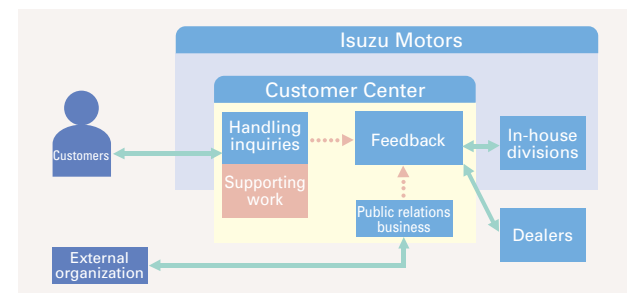 Isuzu Motors
Customer Center
Handling
inquiries
Feedback
In-house
divisions
Customers
Supporting
work
Public relations
business
Dealers
External
organization